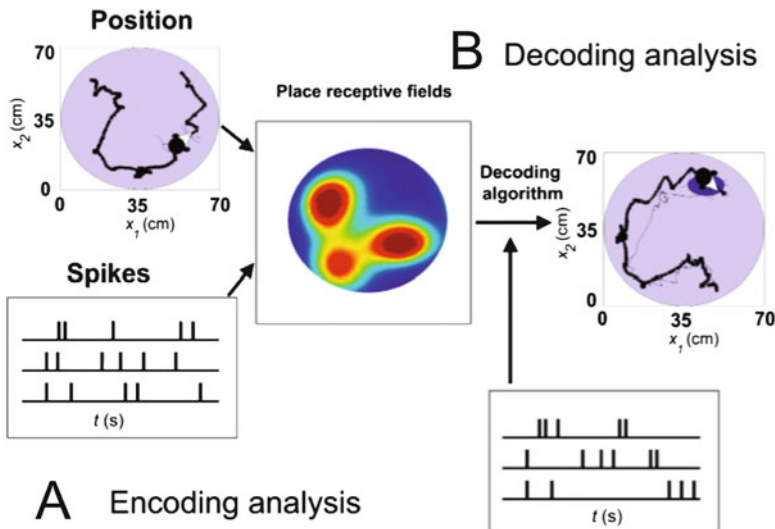 Position
70
35
0
x2 (cm)
0 35 70
x1 (cm)
Spikes
t (s)
A Encoding analysis
Place receptive fields
B Decoding analysis
Decoding
algorithm
70
35
0
x2 (cm)
0 35 70
x1 (cm)
t (s)